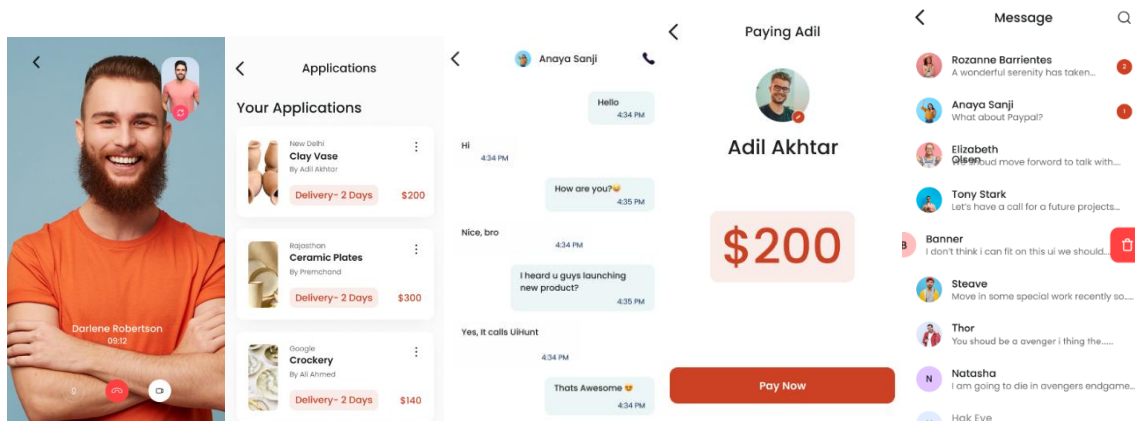 Darlene Robertson
09:12
Applications
Your Applications
New Delhi
Clay Vase
By Adil Akhtar
Delivery- 2 Days
$200
Rajasthan
Ceramic Plates
By Premchand
Delivery- 2 Days
$300
Google
Crockery
By Ali Ahmed
Delivery- 2 Days
$140
Anaya Sanji
Hello
4:34 PM
Hi
4:34 PM
How are you?😺
4:35 PM
Nice, bro
4:34 PM
I heard u guys launching
new product?
4:35 PM
Yes, It calls UiHunt
4:34 PM
Thats Awesome 😍
4:34 PM
Paying Adil
Adil Akhtar
$200
Pay Now
Message
Rozanne Barrientes
A wonderful serenity has taken...
2
Anaya Sanji
What about Paypal?
1
Elizabeth
Olsen
We shoud move forward to talk with....
Tony Stark
Let's have a call for a future projects...
B
Banner
I don't think i can fit on this ui we should...
Steave
Move in some special work recently so.....
Thor
You shoud be a avenger i thing the......
N
Natasha
I am going to die in avengers endgame...
Hak Eye